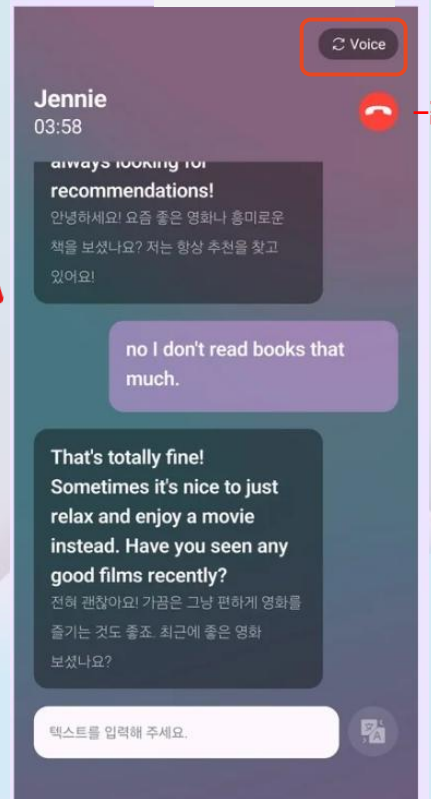 Voice
Jennie
03:58
always looking for
recommendations!
안녕하세요! 요즘 좋은 영화나 흥미로운
책을 보셨나요? 저는 항상 추천을 찾고
있어요!
no I don't read books that
much.
That's totally fine!
Sometimes it's nice to just
relax and enjoy a movie
instead. Have you seen any
good films recently?
전혀 괜찮아요! 가끔은 그냥 편하게 영화를
즐기는 것도 좋죠. 최근에 좋은 영화
보셨나요?
텍스트를 입력해 주세요.